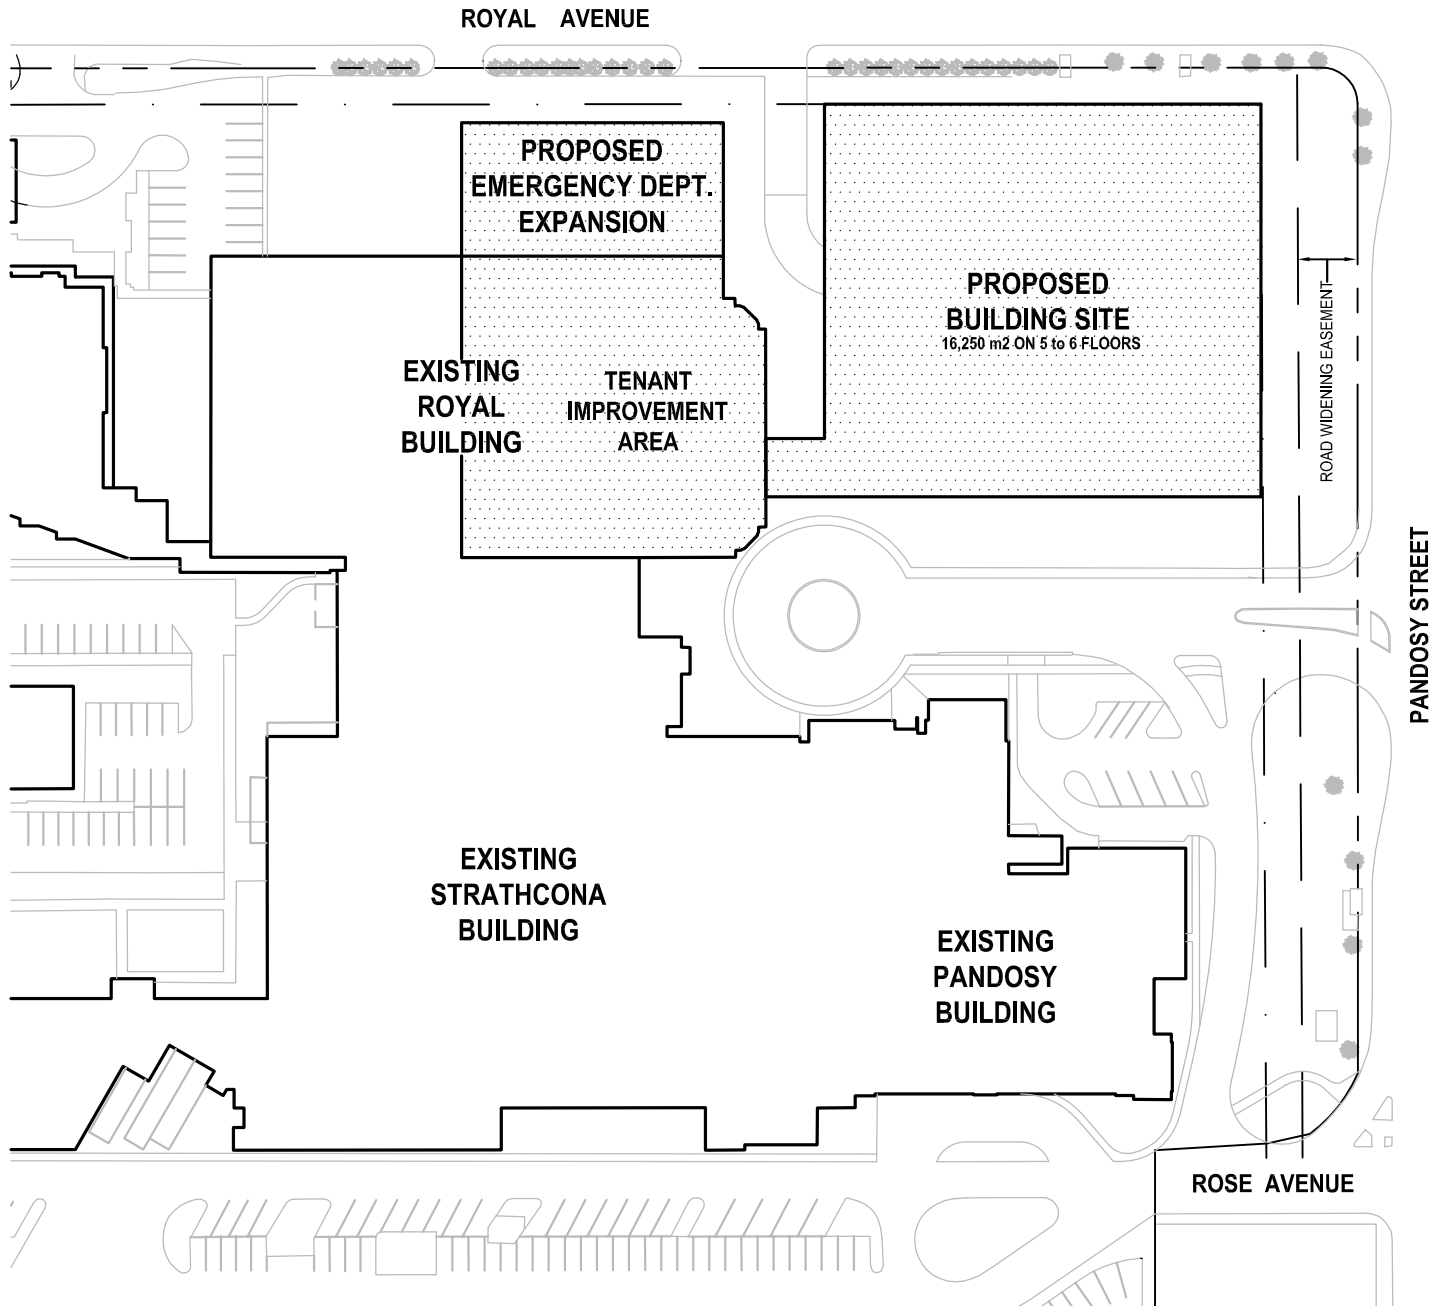 ROYAL AVENUE
PROPOSED
EMERGENCY DEPT.
EXPANSION
PROPOSED
BUILDING SITE
16,250 m2 ON 5 to 6 FLOORS
ROAD WIDENING EASEMENT
EXISTING
ROYAL
BUILDING
TENANT
IMPROVEMENT
AREA
PANDOSY STREET
EXISTING
STRATHCONA
BUILDING
EXISTING
PANDOSY
BUILDING
ROSE AVENUE